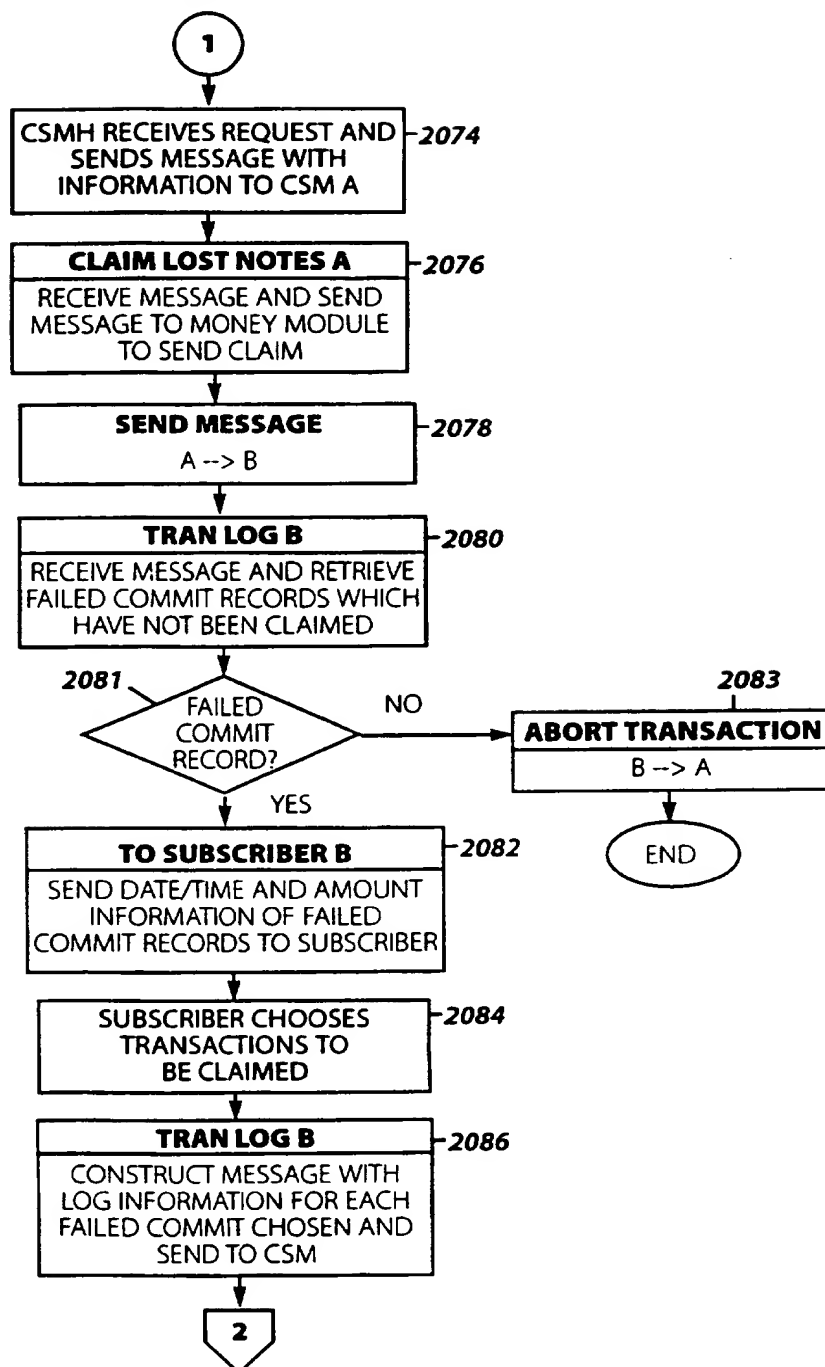 1
CSMH RECEIVES REQUEST AND
SENDS MESSAGE WITH
INFORMATION TO CSM A
2074
CLAIM LOST NOTES A
2076
RECEIVE MESSAGE AND SEND
MESSAGE TO MONEY MODULE
TO SEND CLAIM
SEND MESSAGE
2078
A --> B
TRAN LOG B
2080
RECEIVE MESSAGE AND RETRIEVE
FAILED COMMIT RECORDS WHICH
HAVE NOT BEEN CLAIMED
2081
FAILED
COMMIT
RECORD?
NO
2083
ABORT TRANSACTION
B --> A
END
YES
TO SUBSCRIBER B
2082
SEND DATE/TIME AND AMOUNT
INFORMATION OF FAILED
COMMIT RECORDS TO SUBSCRIBER
SUBSCRIBER CHOOSES
TRANSACTIONS TO
BE CLAIMED
2084
TRAN LOG B
2086
CONSTRUCT MESSAGE WITH
LOG INFORMATION FOR EACH
FAILED COMMIT CHOSEN AND
SEND TO CSM
2